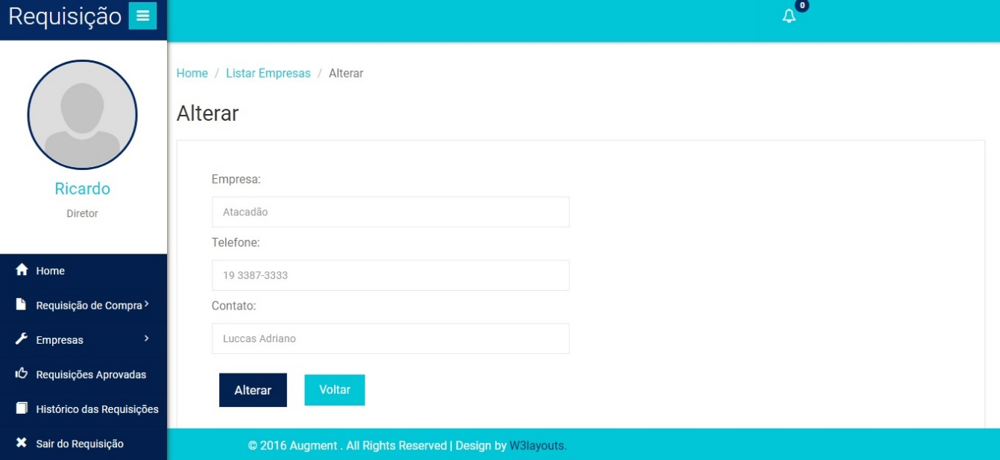 Requisição
0
Ricardo
Diretor
Home
Requisição de Compra
Empresas
Requisições Aprovadas
Histórico das Requisições
Sair do Requisição
Home / Listar Empresas / Alterar
Alterar
Empresa:
Atacadão
Telefone:
19 3387-3333
Contato:
Luccas Adriano
Alterar Voltar
© 2016 Augment . All Rights Reserved | Design by W3layouts.